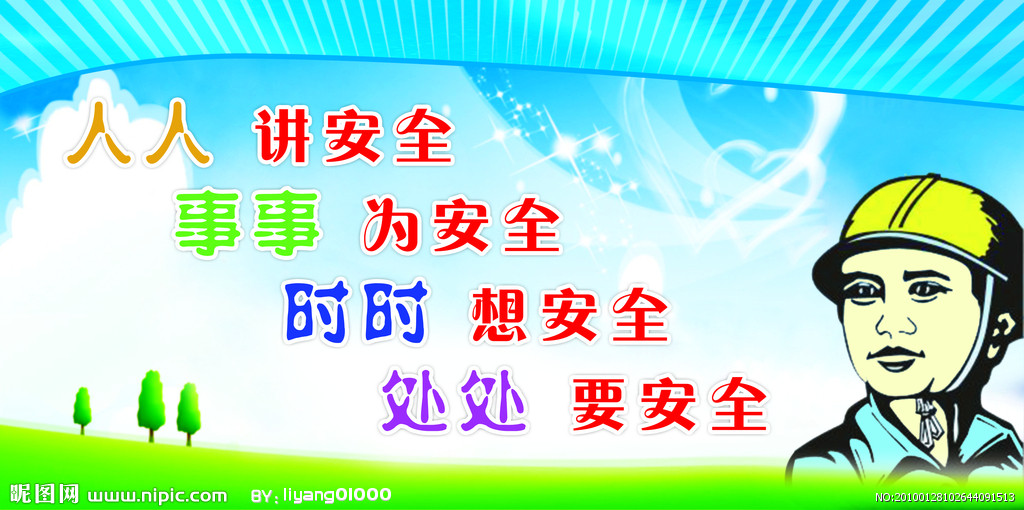 人人 讲安全
事事 为安全
时时 想安全
处处 要安全
昵图网 www.nipic.com BY:liyang01000
NO:20100128102644091513